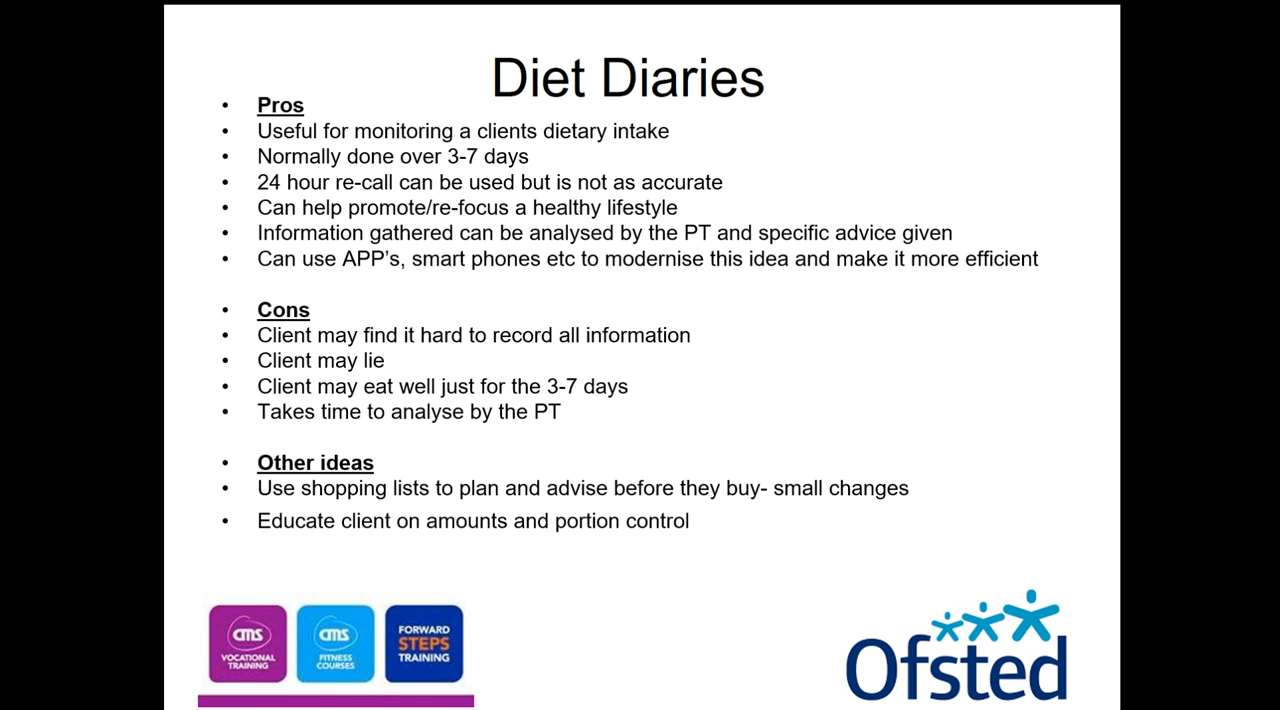 Diet Diaries
• Pros
• Useful for monitoring a clients dietary intake
• Normally done over 3-7 days
• 24 hour re-call can be used but is not as accurate
• Can help promote/re-focus a healthy lifestyle
• Information gathered can be analysed by the PT and specific advice given
• Can use APP’s, smart phones etc to modernise this idea and make it more efficient
• Cons
• Client may find it hard to record all information
• Client may lie
• Client may eat well just for the 3-7 days
• Takes time to analyse by the PT
• Other ideas
• Use shopping lists to plan and advise before they buy- small changes
• Educate client on amounts and portion control
cms
VOCATIONAL
TRAINING
cms
FITNESS
COURSES
FORWARD
STEPS
TRAINING
Ofsted